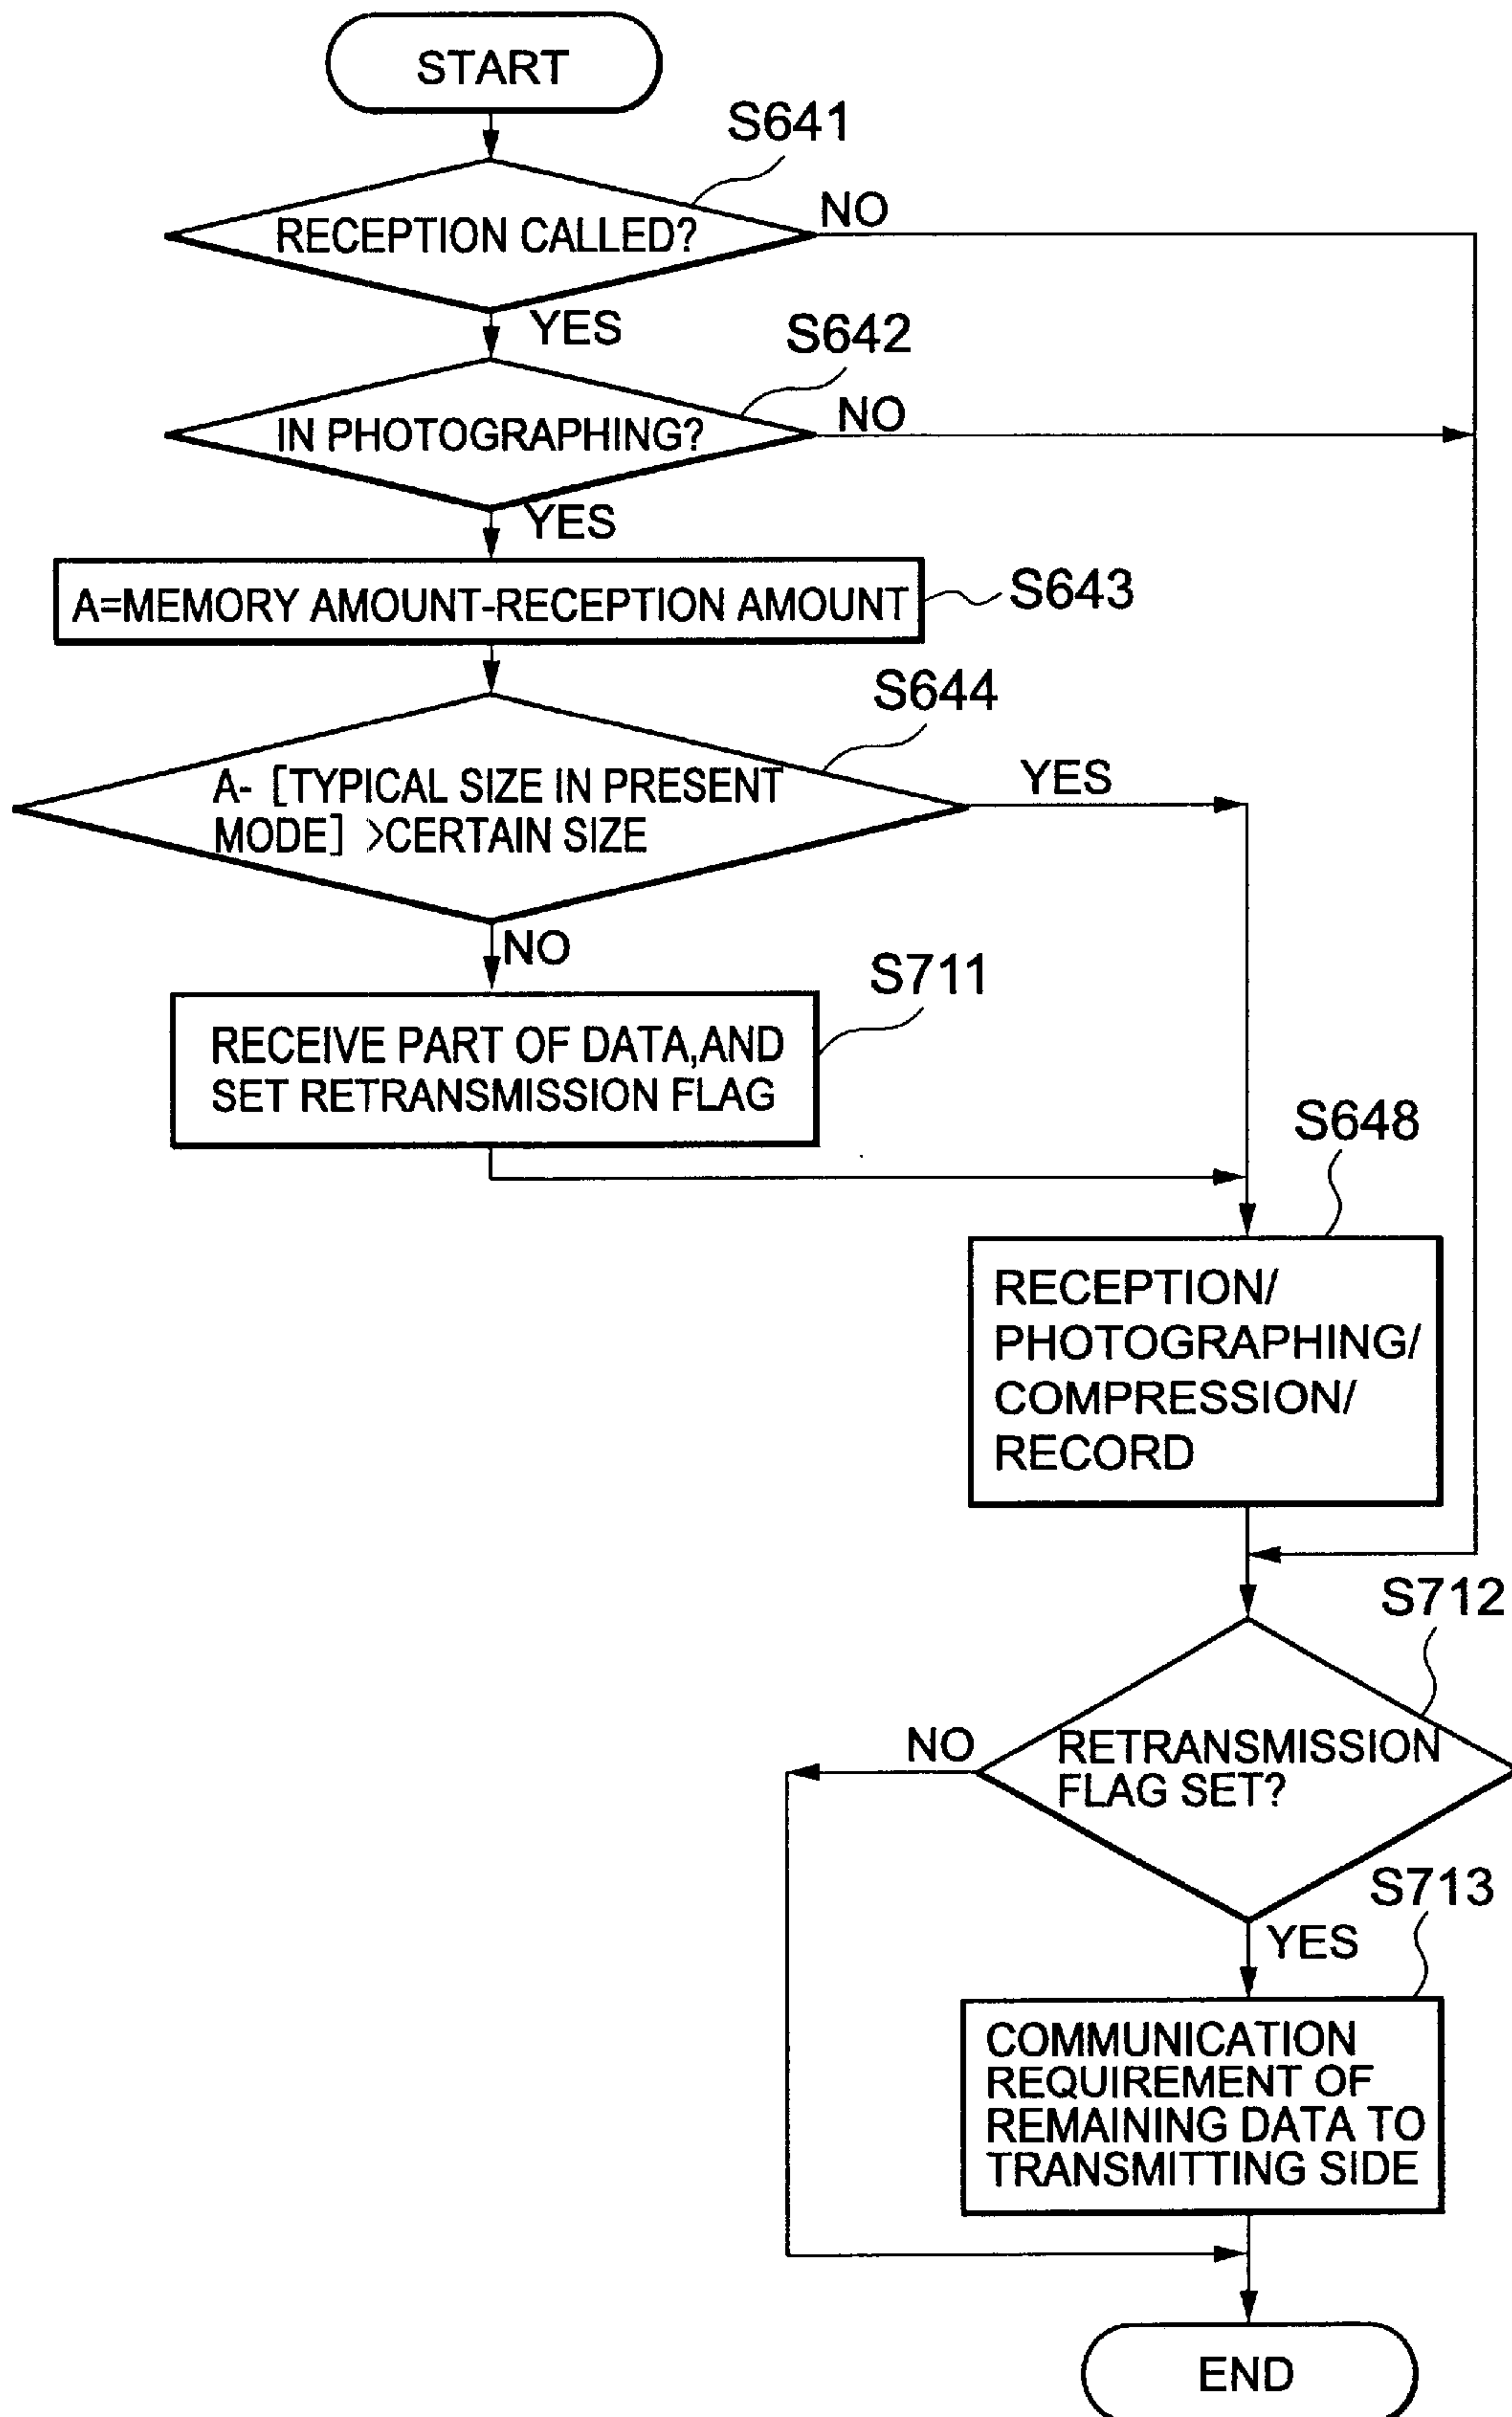 START
S641
RECEPTION CALLED?
NO
YES
S642
IN PHOTOGRAPHING?
NO
YES
A=MEMORY AMOUNT-RECEPTION AMOUNT
S643
S644
A- [TYPICAL SIZE IN PRESENT
MODE] >CERTAIN SIZE
YES
NO
S711
RECEIVE PART OF DATA,AND
SET RETRANSMISSION FLAG
S648
RECEPTION/
PHOTOGRAPHING/
COMPRESSION/
RECORD
S712
NO
RETRANSMISSION
FLAG SET?
S713
YES
COMMUNICATION
REQUIREMENT OF
REMAINING DATA TO
TRANSMITTING SIDE
END